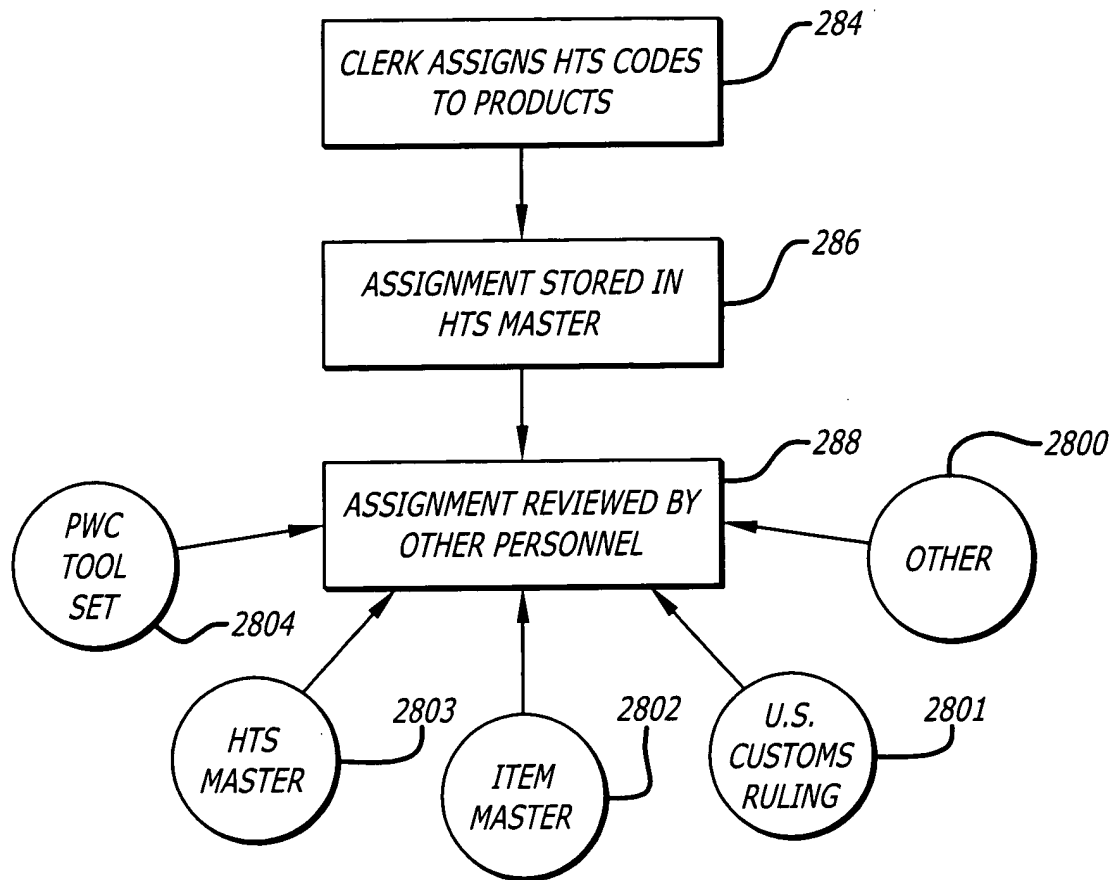 284
CLERK ASSIGNS HTS CODES
TO PRODUCTS
286
ASSIGNMENT STORED IN
HTS MASTER
288
2800
ASSIGNMENT REVIEWED BY
OTHER PERSONNEL
PWC
TOOL
SET
OTHER
2804
2803
HTS
MASTER
2802
ITEM
MASTER
2801
U.S.
CUSTOMS
RULING